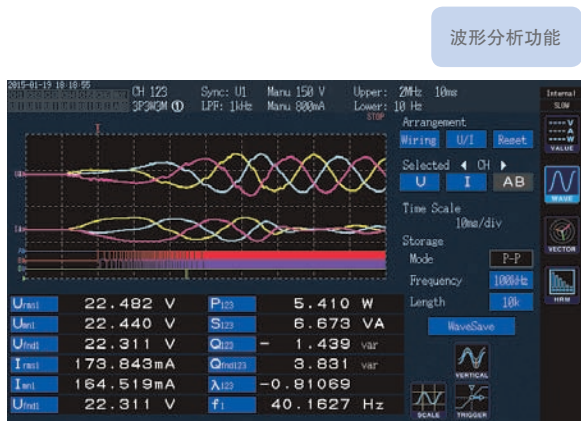 波形分析功能
2015-01-19 18:18:55 CH 123 Sync: U1 Manu 150 V Upper: 2MHz 10ms Internal
3P3W3M ① LPF: 1kHz Manu 800mA Lower: 10 Hz SLOW
STOP
Arrangement
Wiring U/I Reset
V
A
W
VALUE
Selected ◀ CH ▶
U I AB
WAVE
Time Scale
10ms/div
Storage
VECTOR
Mode P-P
Frequency 100kHz
Length 10k
HRM
WaveSave
VERTICAL
SCALE TRIGGER
Urms1 22.482 V P123 5.410 W
Umn1 22.440 V S123 6.673 VA
Ufnd1 22.311 V Q123 - 1.439 var
Irms1 173.843mA Qfnd123 3.831 var
Imn1 164.519mA λ123 -0.81069
Ufnd1 22.311 V f1 40.1627 Hz